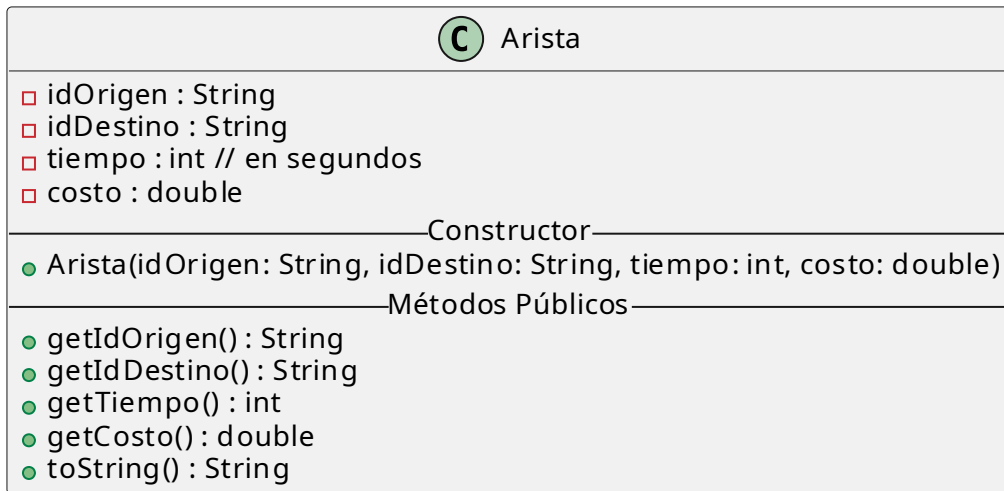 C Arista
idOrigen : String
idDestino : String
tiempo : int // en segundos
costo : double
Constructor
Arista(idOrigen: String, idDestino: String, tiempo: int, costo: double)
Métodos Públicos
getIdOrigen() : String
getIdDestino() : String
getTiempo() : int
getCosto() : double
toString() : String